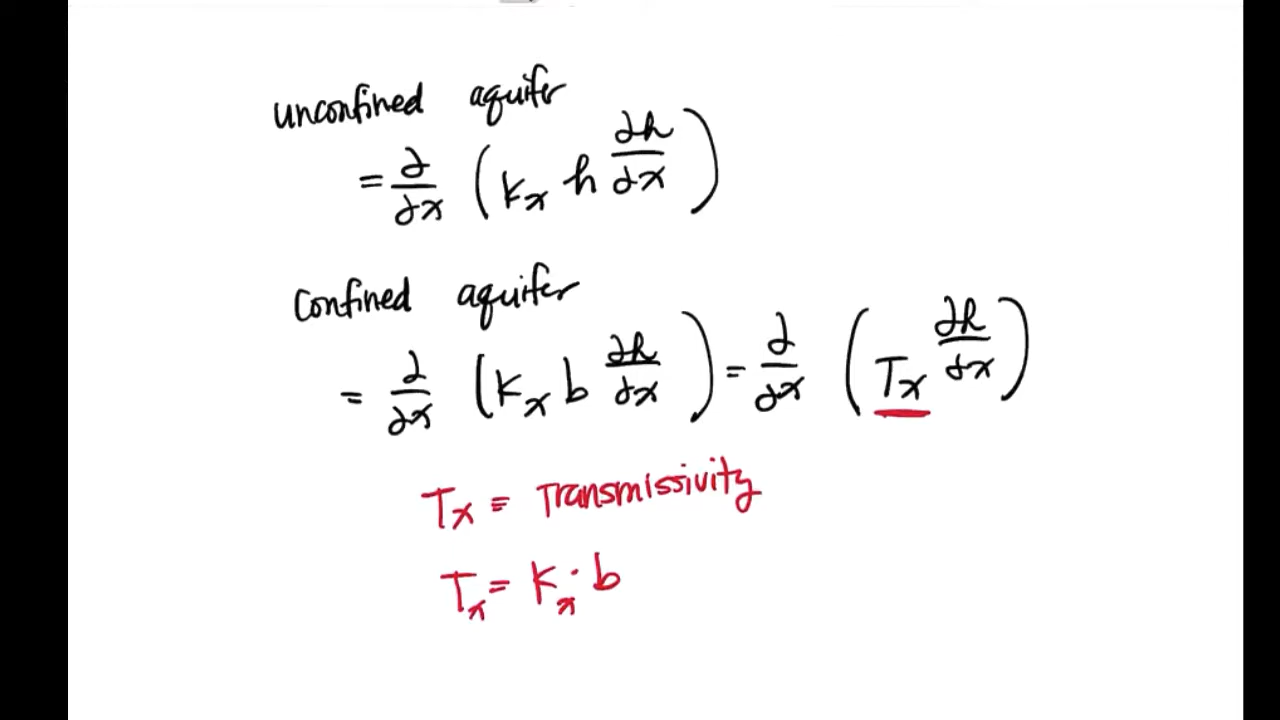 unconfined aquifer
= ∂/∂x (Kx h ∂h/∂x)
confined aquifer
= ∂/∂x (Kx b ∂h/∂x) = ∂/∂x (Tx ∂h/∂x)
Tx = Transmissivity
Tx = Kx · b